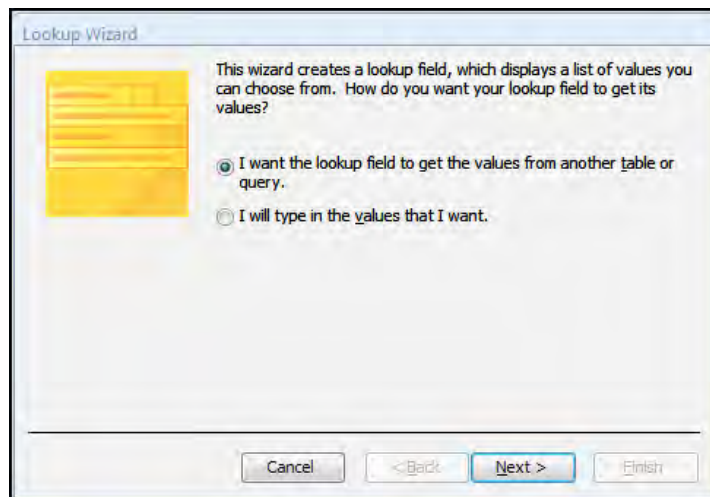 Lookup Wizard
This wizard creates a lookup field, which displays a list of values you
can choose from. How do you want your lookup field to get its
values?
I want the lookup field to get the values from another table or
query.
I will type in the values that I want.
Cancel
< Back
Next >
Finish